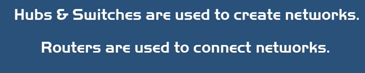 Hubs & Switches are used to create networks.
Routers are used to connect networks.